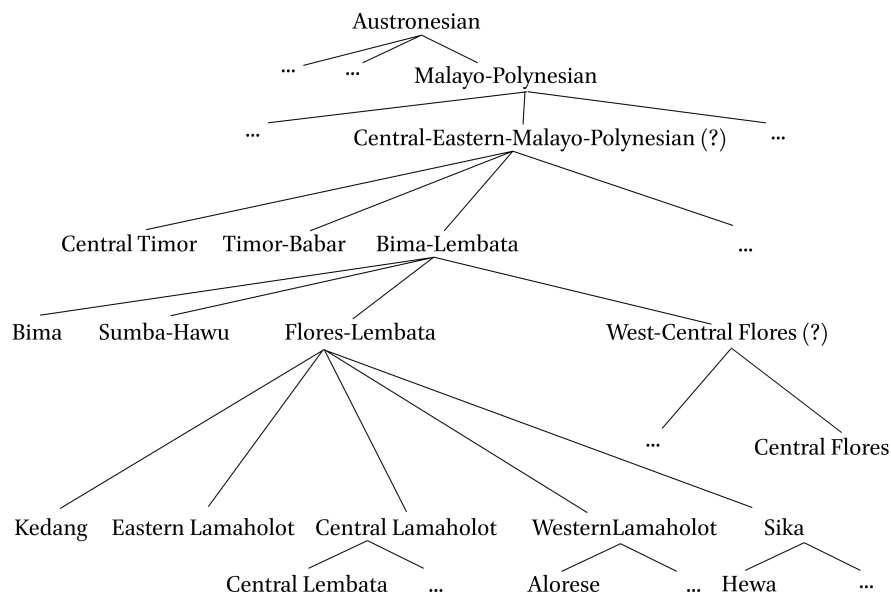 Austronesian
... ... Malayo-Polynesian
... Central-Eastern-Malayo-Polynesian (?) ...
Central Timor Timor-Babar Bima-Lembata ...
Bima Sumba-Hawu Flores-Lembata West-Central Flores (?)
... Central Flores
Kedang Eastern Lamaholot Central Lamaholot WesternLamaholot Sika
Central Lembata ... Alorese ... Hewa ...